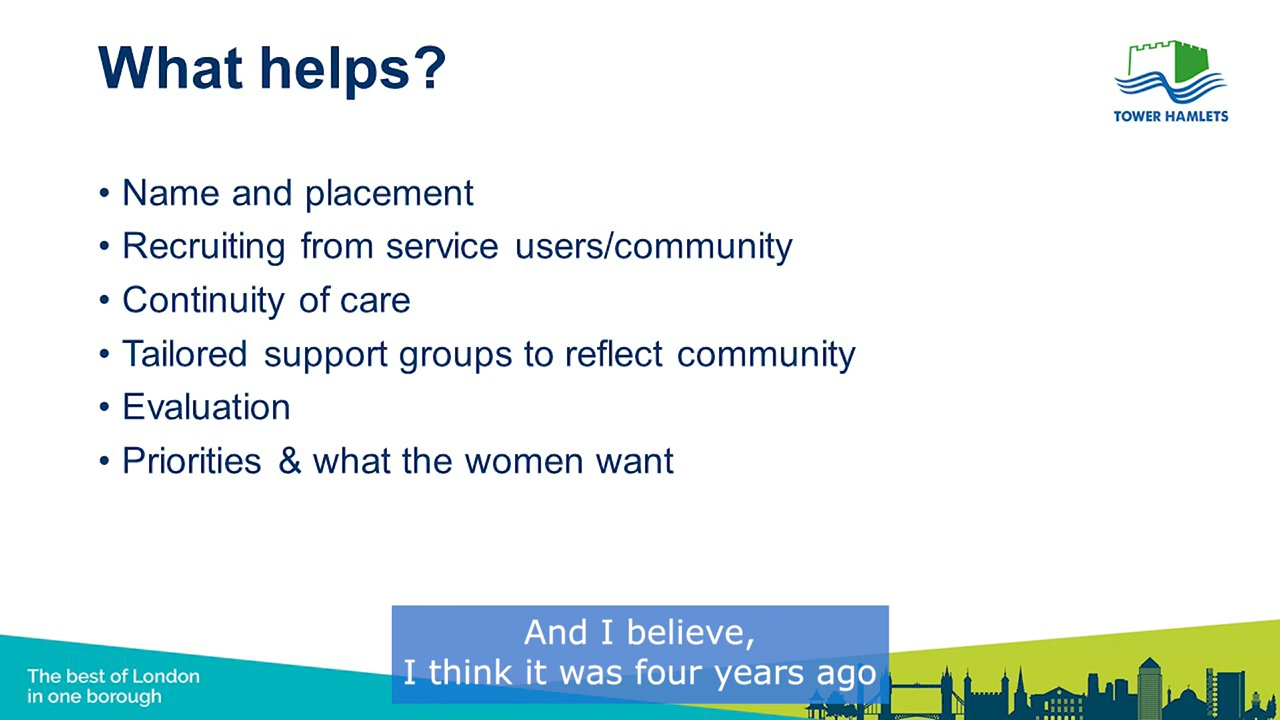 What helps?
TOWER HAMLETS
• Name and placement
• Recruiting from service users/community
• Continuity of care
• Tailored support groups to reflect community
• Evaluation
• Priorities & what the women want
And I believe,
I think it was four years ago
The best of London
in one borough